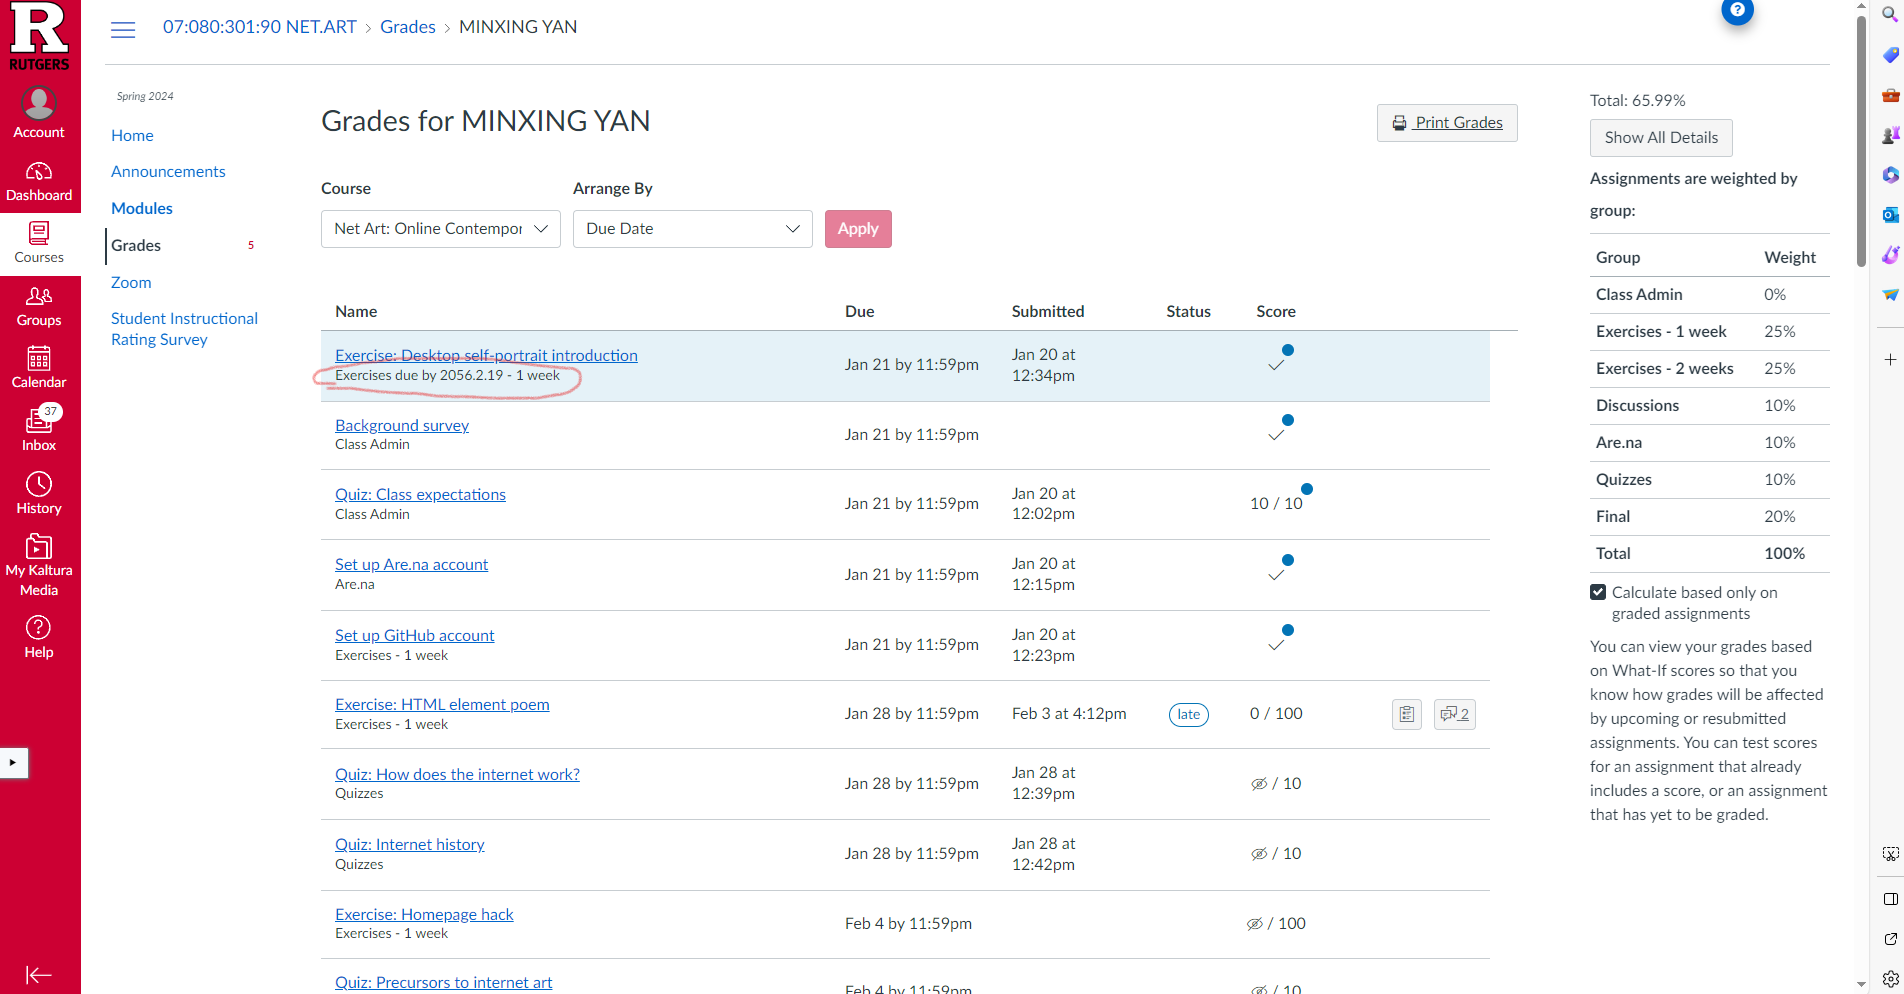 R
RUTGERS
Account
Dashboard
Courses
Groups
Calendar
37
Inbox
History
My Kaltura
Media
Help
07:080:301:90 NET.ART > Grades > MINXING YAN
?
Spring 2024
Home
Announcements
Modules
Grades 5
Zoom
Student Instructional
Rating Survey
Grades for MINXING YAN
Print Grades
Course
Arrange By
Net Art: Online Contempor
Due Date
Apply
Name Due Submitted Status Score
Exercise: Desktop self-portrait introduction
Exercises due by 2056.2.19 - 1 week
Jan 21 by 11:59pm
Jan 20 at
12:34pm
Background survey
Class Admin
Jan 21 by 11:59pm
Quiz: Class expectations
Class Admin
Jan 21 by 11:59pm
Jan 20 at
12:02pm
10 / 10
Set up Are.na account
Are.na
Jan 21 by 11:59pm
Jan 20 at
12:15pm
Set up GitHub account
Exercises - 1 week
Jan 21 by 11:59pm
Jan 20 at
12:23pm
Exercise: HTML element poem
Exercises - 1 week
Jan 28 by 11:59pm
Feb 3 at 4:12pm
late
0 / 100
2
Quiz: How does the internet work?
Quizzes
Jan 28 by 11:59pm
Jan 28 at
12:39pm
/ 10
Quiz: Internet history
Quizzes
Jan 28 by 11:59pm
Jan 28 at
12:42pm
/ 10
Exercise: Homepage hack
Exercises - 1 week
Feb 4 by 11:59pm
/ 100
Quiz: Precursors to internet art
Feb 4 by 11:59pm
/ 10
Total: 65.99%
Show All Details
Assignments are weighted by
group:
Group Weight
Class Admin 0%
Exercises - 1 week 25%
Exercises - 2 weeks 25%
Discussions 10%
Are.na 10%
Quizzes 10%
Final 20%
Total 100%
Calculate based only on
graded assignments
You can view your grades based
on What-If scores so that you
know how grades will be affected
by upcoming or resubmitted
assignments. You can test scores
for an assignment that already
includes a score, or an assignment
that has yet to be graded.